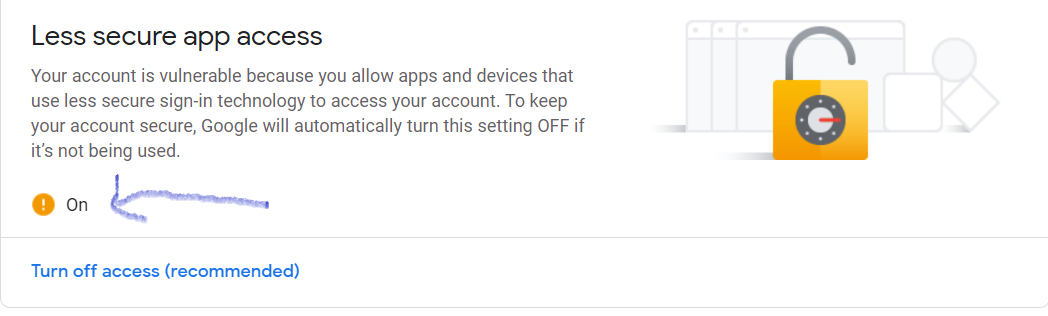 Less secure app access
Your account is vulnerable because you allow apps and devices that
use less secure sign-in technology to access your account. To keep
your account secure, Google will automatically turn this setting OFF if
it’s not being used.
On
Turn off access (recommended)